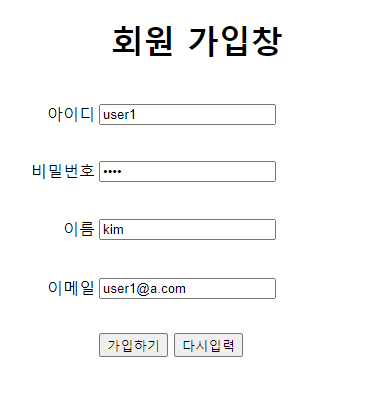 회원 가입창
아이디 user1
비밀번호 ••••
이름 kim
이메일 user1@a.com
가입하기 다시입력